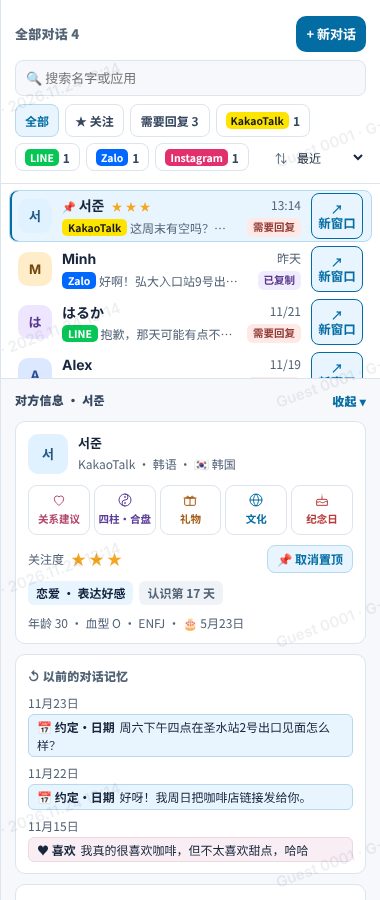 全部对话 4
+ 新对话
🔍 搜索名字或应用
全部
★ 关注
需要回复 3
KakaoTalk 1
LINE 1
Zalo 1
Instagram 1
⇅ 最近
서
📌 서준 ★★★
13:14
KakaoTalk 这周末有空吗？…
需要回复
↗
新窗口
M
Minh
昨天
Zalo 好啊！弘大入口站9号出…
已复制
↗
新窗口
は
はるか
11/21
LINE 抱歉，那天可能有点不…
需要回复
↗
新窗口
A
Alex
11/19
↗
对方信息 • 서준
收起 ▾
서
서준
KakaoTalk • 韩语 • 🇰🇷 韩国
关系建议
四柱・合盘
礼物
文化
纪念日
关注度 ★★★
📌 取消置顶
恋爱 • 表达好感
认识第 17 天
年龄 30 • 血型 O • ENFJ • 🎂 5月23日
以前的对话记忆
11月23日
📅 约定・日期 周六下午四点在圣水站2号出口见面怎么
样？
11月22日
📅 约定・日期 好呀！我周日把咖啡店链接发给你。
11月15日
♥ 喜欢 我真的很喜欢咖啡，但不太喜欢甜点，哈哈
Guest 0001